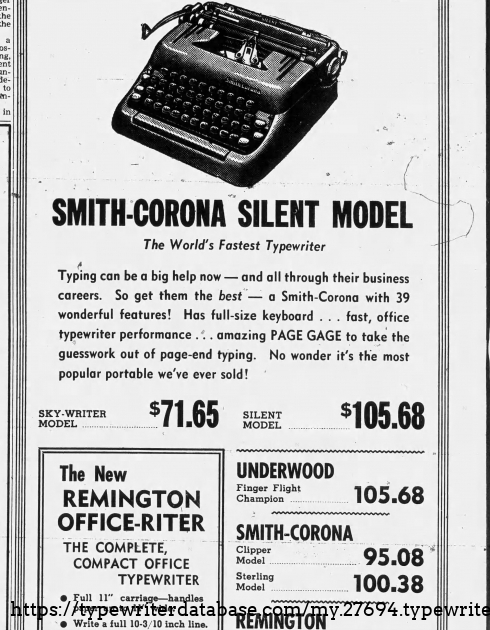 a
to
in
SMITH-CORONA SILENT MODEL
The World's Fastest Typewriter
Typing can be a big help now — and all through their business
careers. So get them the best — a Smith-Corona with 39
wonderful features! Has full-size keyboard . . . fast, office
typewriter performance . . . amazing PAGE GAGE to take the
guesswork out of page-end typing. No wonder it's the most
popular portable we've ever sold!
SKY-WRITER
MODEL $71.65
SILENT
MODEL $105.68
The New
REMINGTON
OFFICE-RITER
THE COMPLETE,
COMPACT OFFICE
TYPEWRITER
● Full 11" carriage—handles
● Write a full 10-3/10 inch line.
UNDERWOOD
Finger Flight
Champion 105.68
SMITH-CORONA
Clipper
Model 95.08
Sterling
Model 100.38
REMINGTON
https://typewriterdatabase.com/my.27694.typewrite